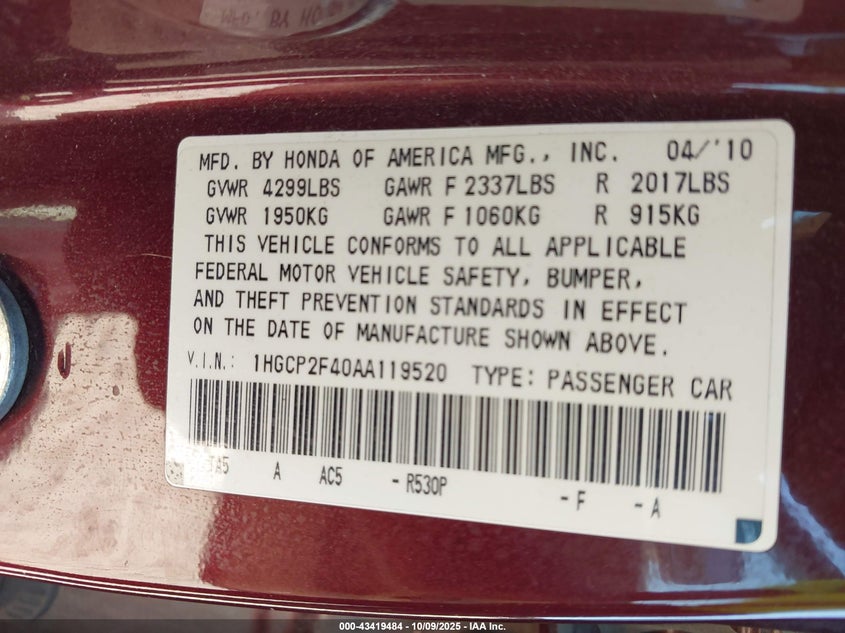 MFD. BY HONDA OF AMERICA MFG., INC. 04/'10
GVWR 4299LBS GAWR F 2337LBS R 2017LBS
GVWR 1950KG GAWR F 1060KG R 915KG
THIS VEHICLE CONFORMS TO ALL APPLICABLE
FEDERAL MOTOR VEHICLE SAFETY, BUMPER,
AND THEFT PREVENTION STANDARDS IN EFFECT
ON THE DATE OF MANUFACTURE SHOWN ABOVE.
V.I.N.: 1HGCP2F40AA119520 TYPE: PASSENGER CAR
A AC5 - R530P - F - A
000-43419484 - 10/09/2025 - IAA Inc.